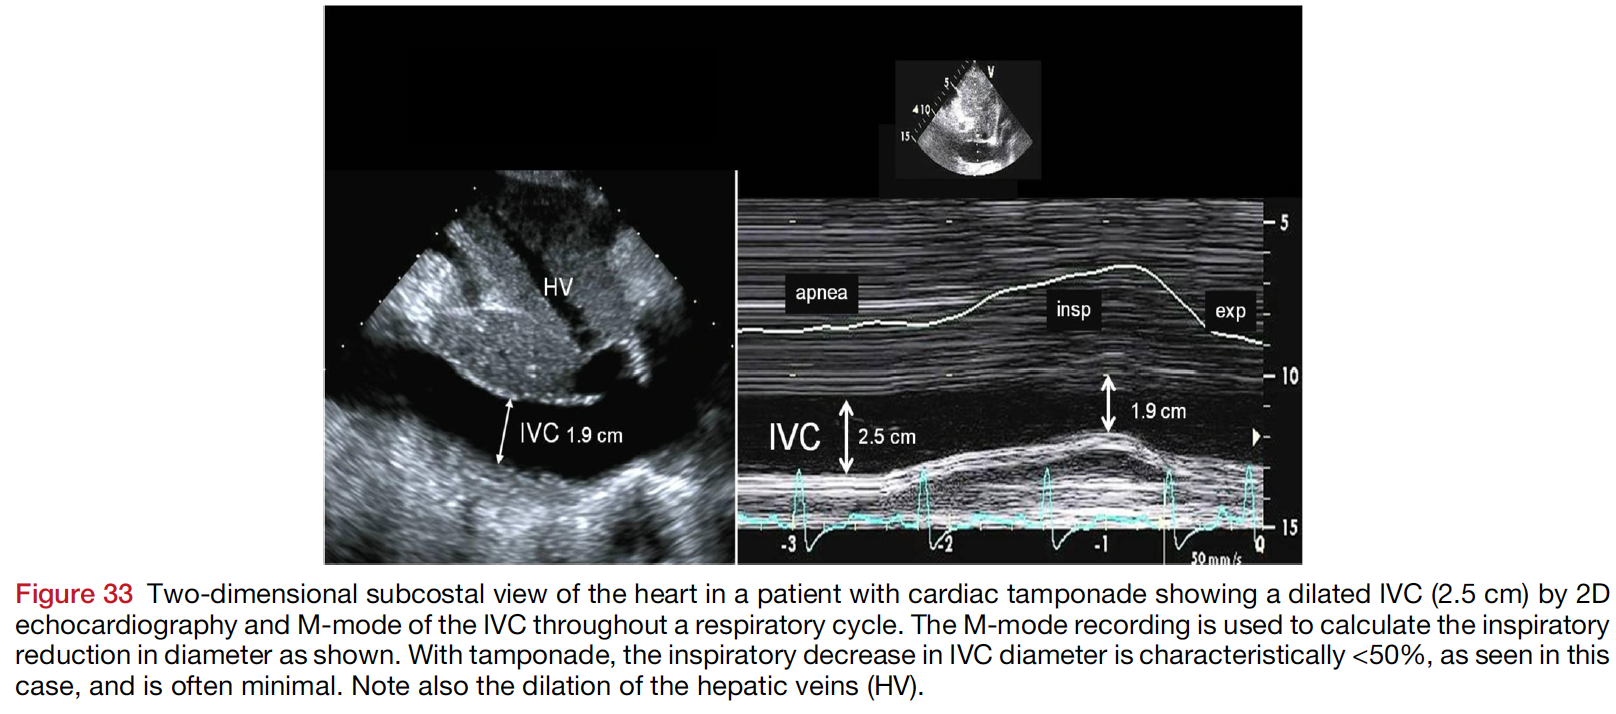 V
5
10
15
HV
IVC 1.9 cm
apnea
insp
exp
IVC
2.5 cm
1.9 cm
5
10
15
-3
-2
-1
0
50 mm/s
Figure 33 Two-dimensional subcostal view of the heart in a patient with cardiac tamponade showing a dilated IVC (2.5 cm) by 2D
echocardiography and M-mode of the IVC throughout a respiratory cycle. The M-mode recording is used to calculate the inspiratory
reduction in diameter as shown. With tamponade, the inspiratory decrease in IVC diameter is characteristically <50%, as seen in this
case, and is often minimal. Note also the dilation of the hepatic veins (HV).